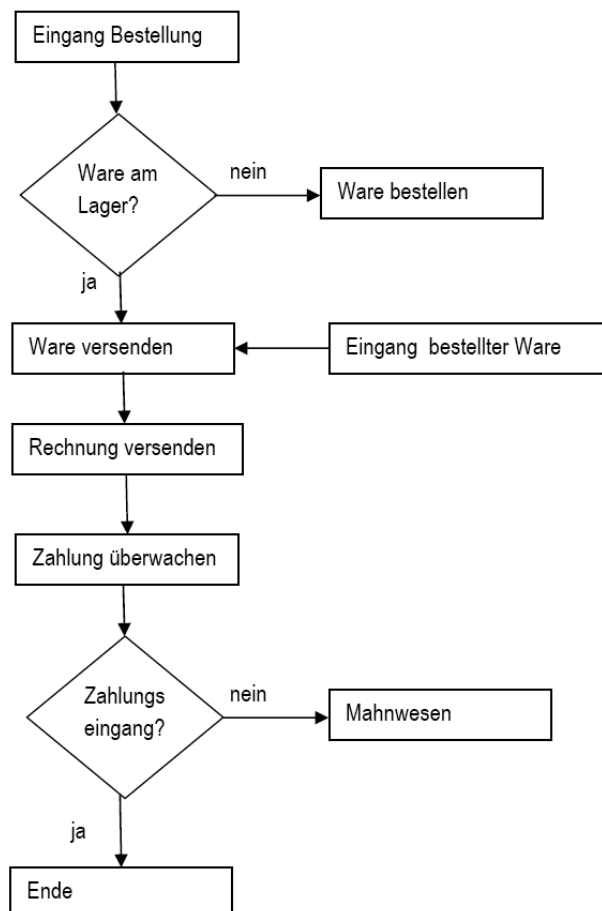 Eingang Bestellung
Ware am
Lager?
nein
Ware bestellen
ja
Ware versenden
Eingang bestellter Ware
Rechnung versenden
Zahlung überwachen
Zahlungs
eingang?
nein
Mahnwesen
ja
Ende